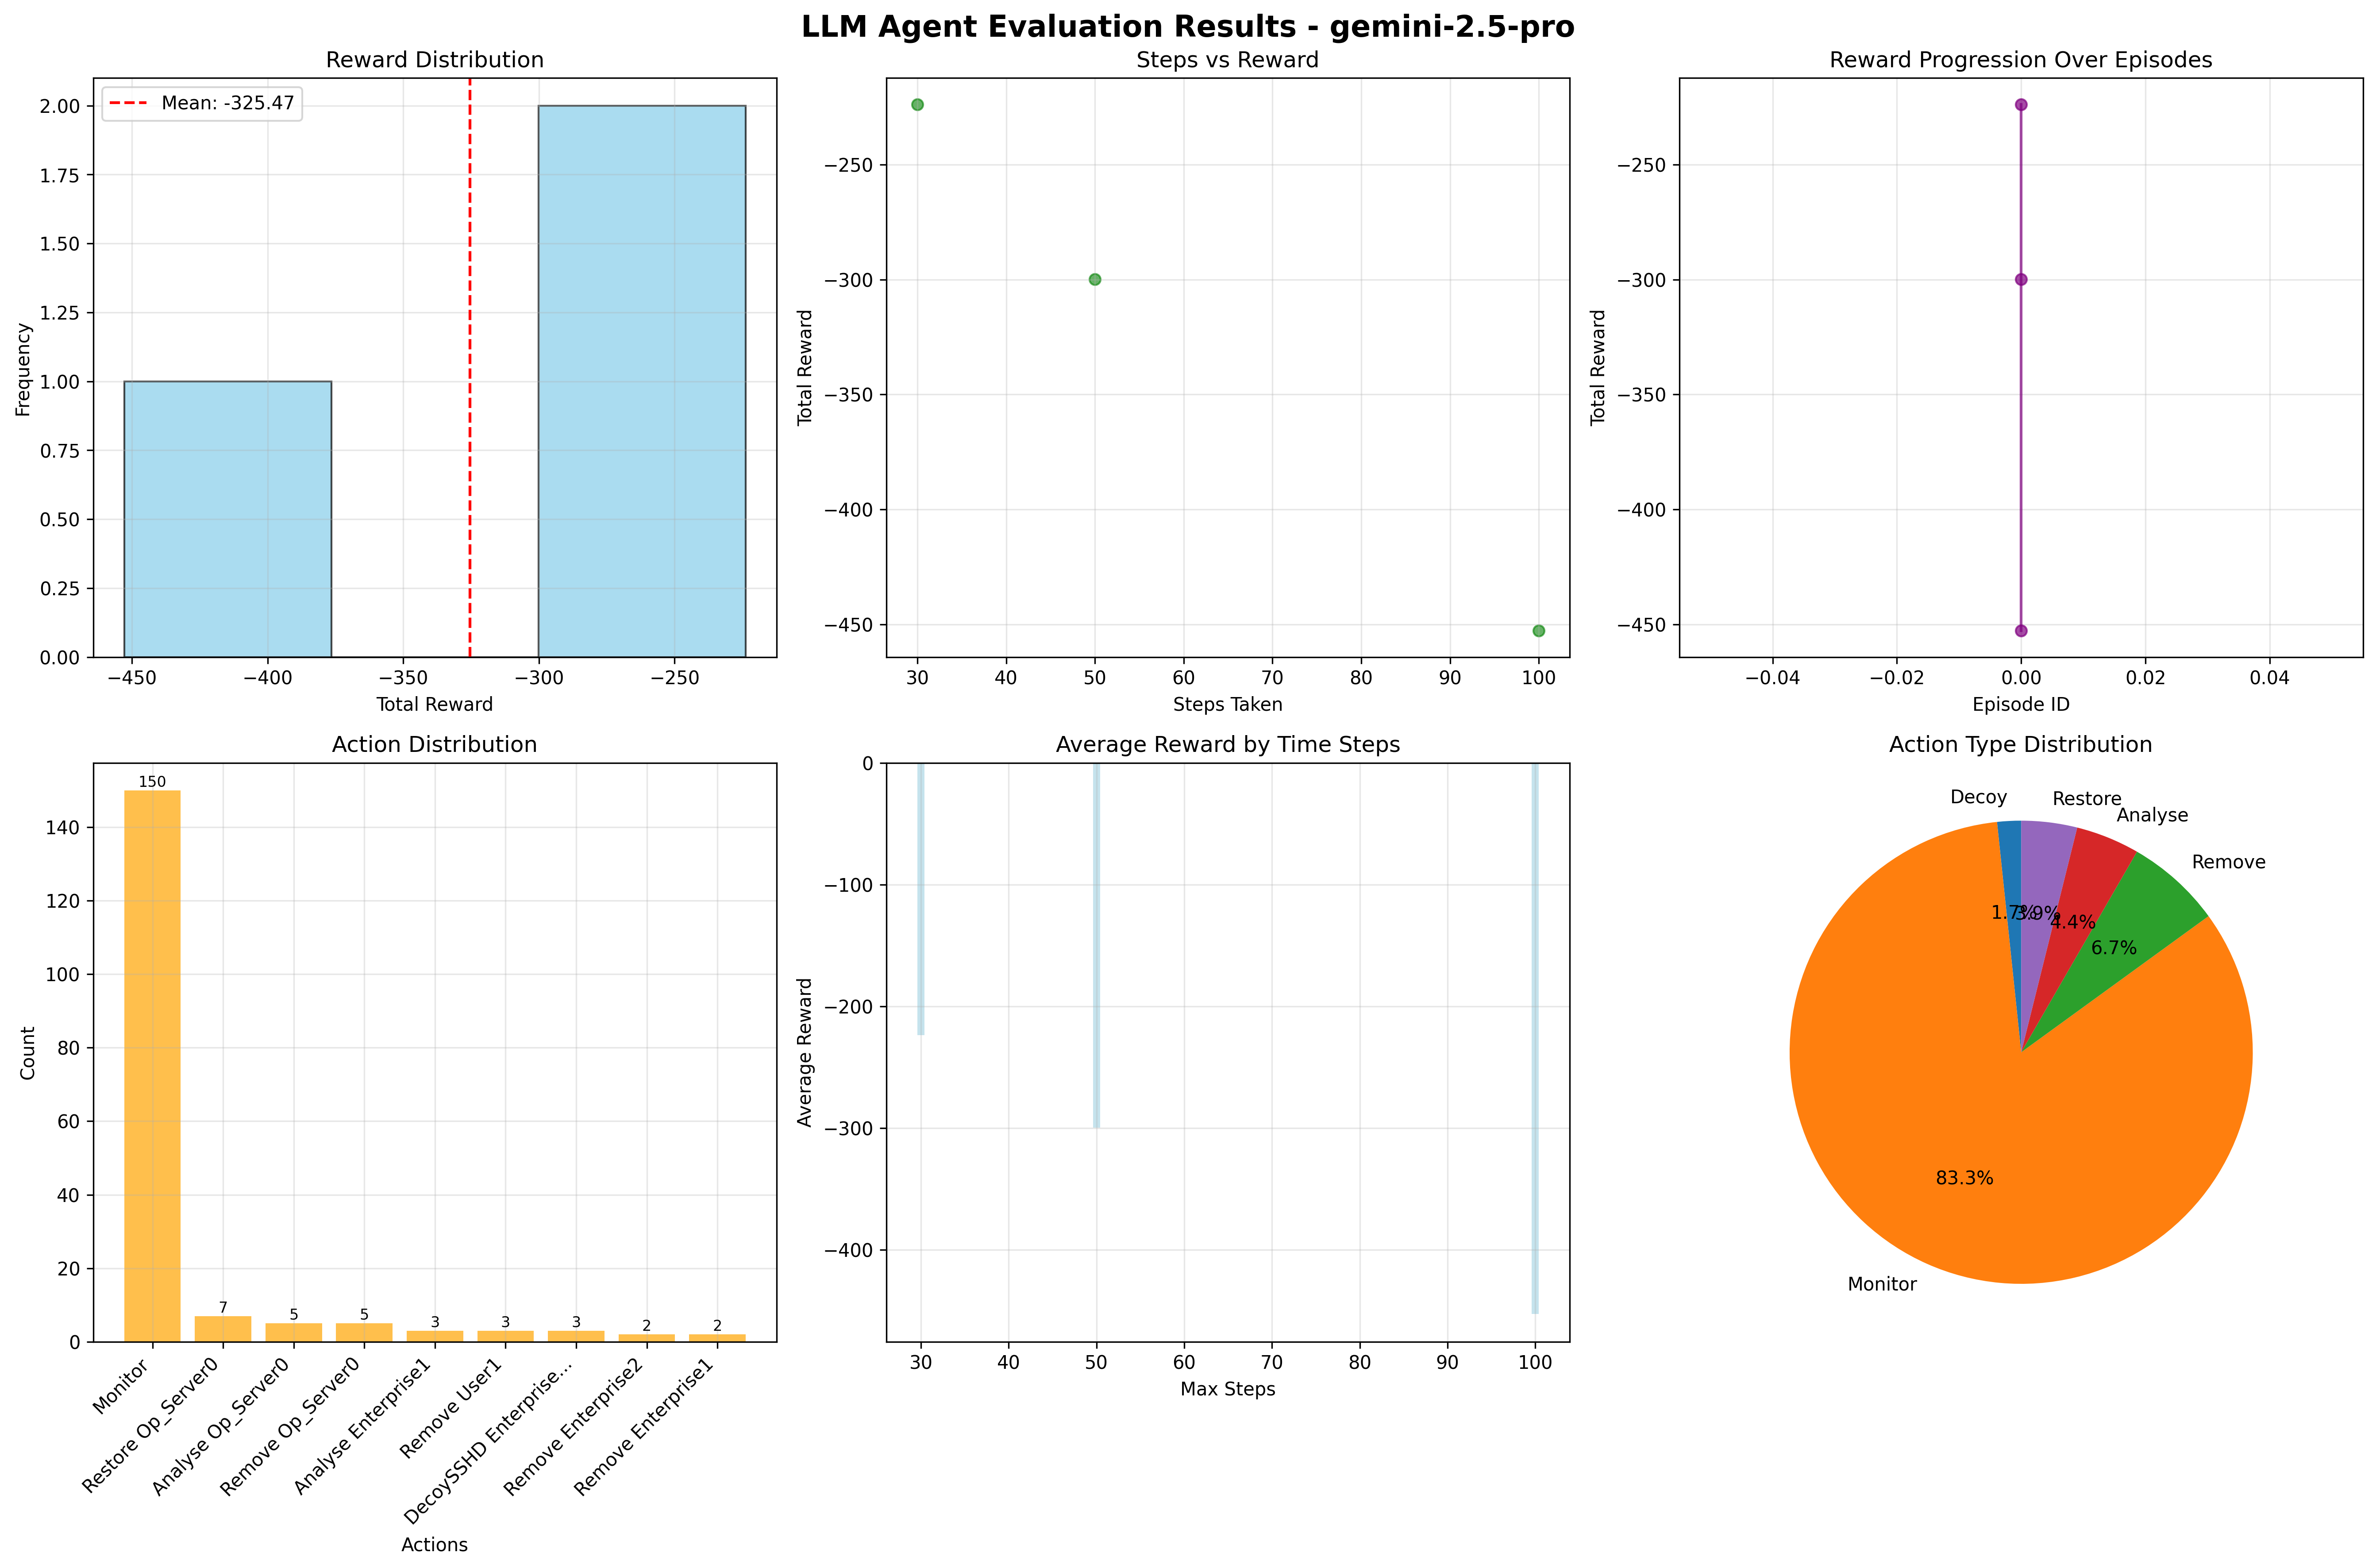 LLM Agent Evaluation Results - gemini-2.5-pro
Reward Distribution
Mean: -325.47
2.00
1.75
1.50
1.25
1.00
0.75
0.50
0.25
0.00
Frequency
−450
−400
−350
−300
−250
Total Reward
Steps vs Reward
−250
−300
−350
−400
−450
Total Reward
30
40
50
60
70
80
90
100
Steps Taken
Reward Progression Over Episodes
−250
−300
−350
−400
−450
Total Reward
−0.04
−0.02
0.00
0.02
0.04
Episode ID
Action Distribution
140
120
100
80
60
40
20
0
Count
150
7
5
5
3
3
3
2
2
Monitor
Restore Op_Server0
Analyse Op_Server0
Remove Op_Server0
Analyse Enterprise1
Remove User1
DecoySSHD Enterprise...
Remove Enterprise2
Remove Enterprise1
Actions
Average Reward by Time Steps
0
−100
−200
−300
−400
Average Reward
30
40
50
60
70
80
90
100
Max Steps
Action Type Distribution
Decoy
Restore
Analyse
Remove
Monitor
1.7%
3.9%
4.4%
6.7%
83.3%